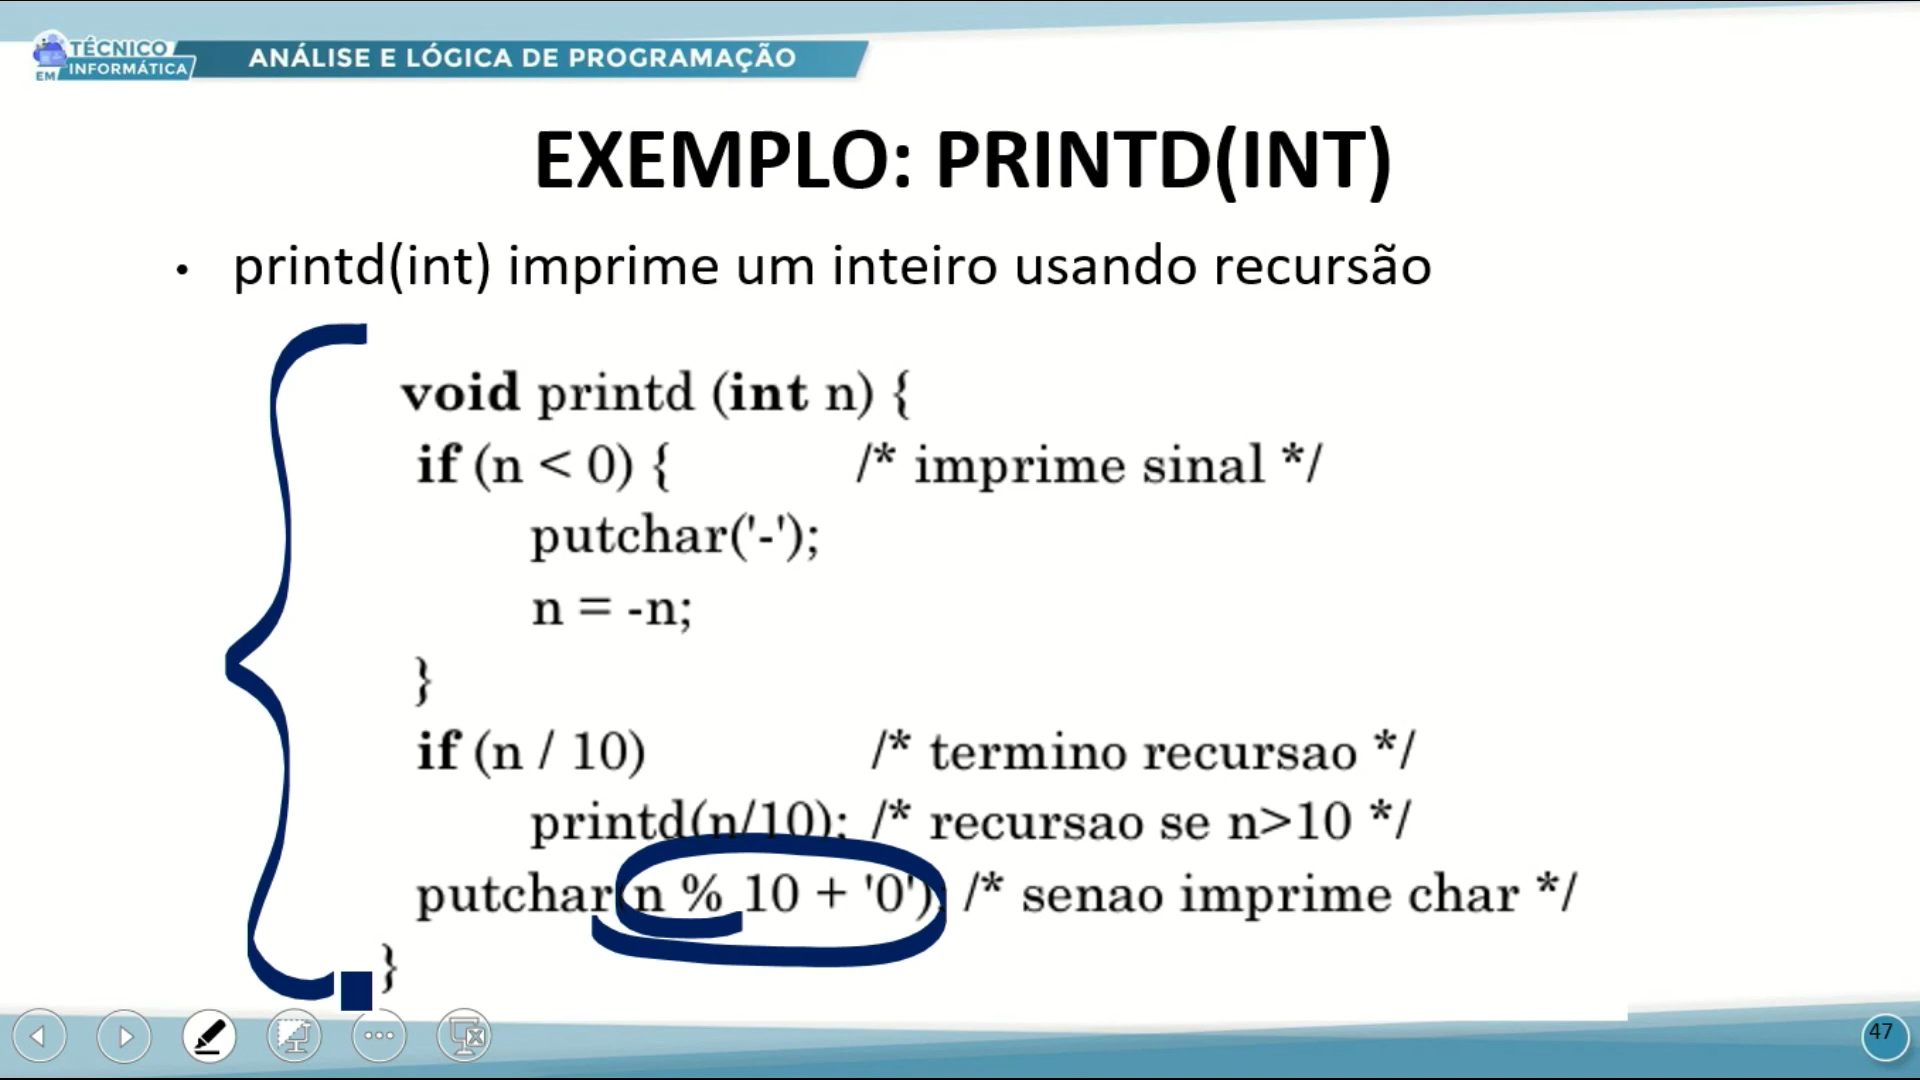 TÉCNICO
EM INFORMÁTICA
ANÁLISE E LÓGICA DE PROGRAMAÇÃO
EXEMPLO: PRINTD(INT)
• printd(int) imprime um inteiro usando recursão
void printd (int n) {
if (n < 0) { /* imprime sinal */
putchar('-');
n = -n;
}
if (n / 10) /* termino recursao */
printd(n/10); /* recursao se n>10 */
putchar(n % 10 + '0'); /* senao imprime char */
}
47